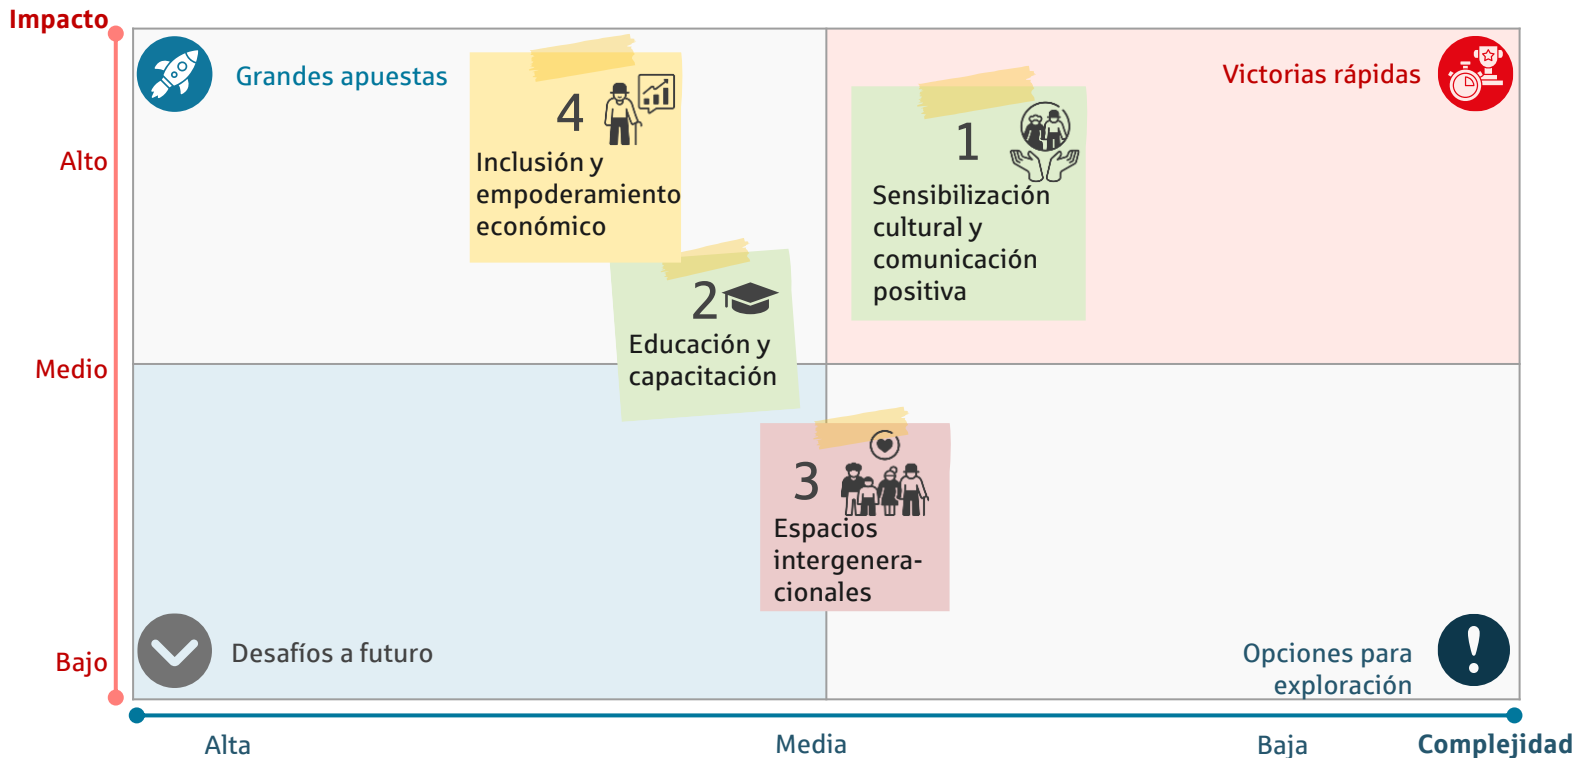 Impacto
Grandes apuestas
Victorias rápidas
4
Inclusión y
empoderamiento
económico
1
Sensibilización
cultural y
comunicación
positiva
Alto
2
Educación y
capacitación
Medio
3
Espacios
intergenera-
cionales
Bajo
Desafíos a futuro
Opciones para
exploración
Alta
Media
Baja
Complejidad